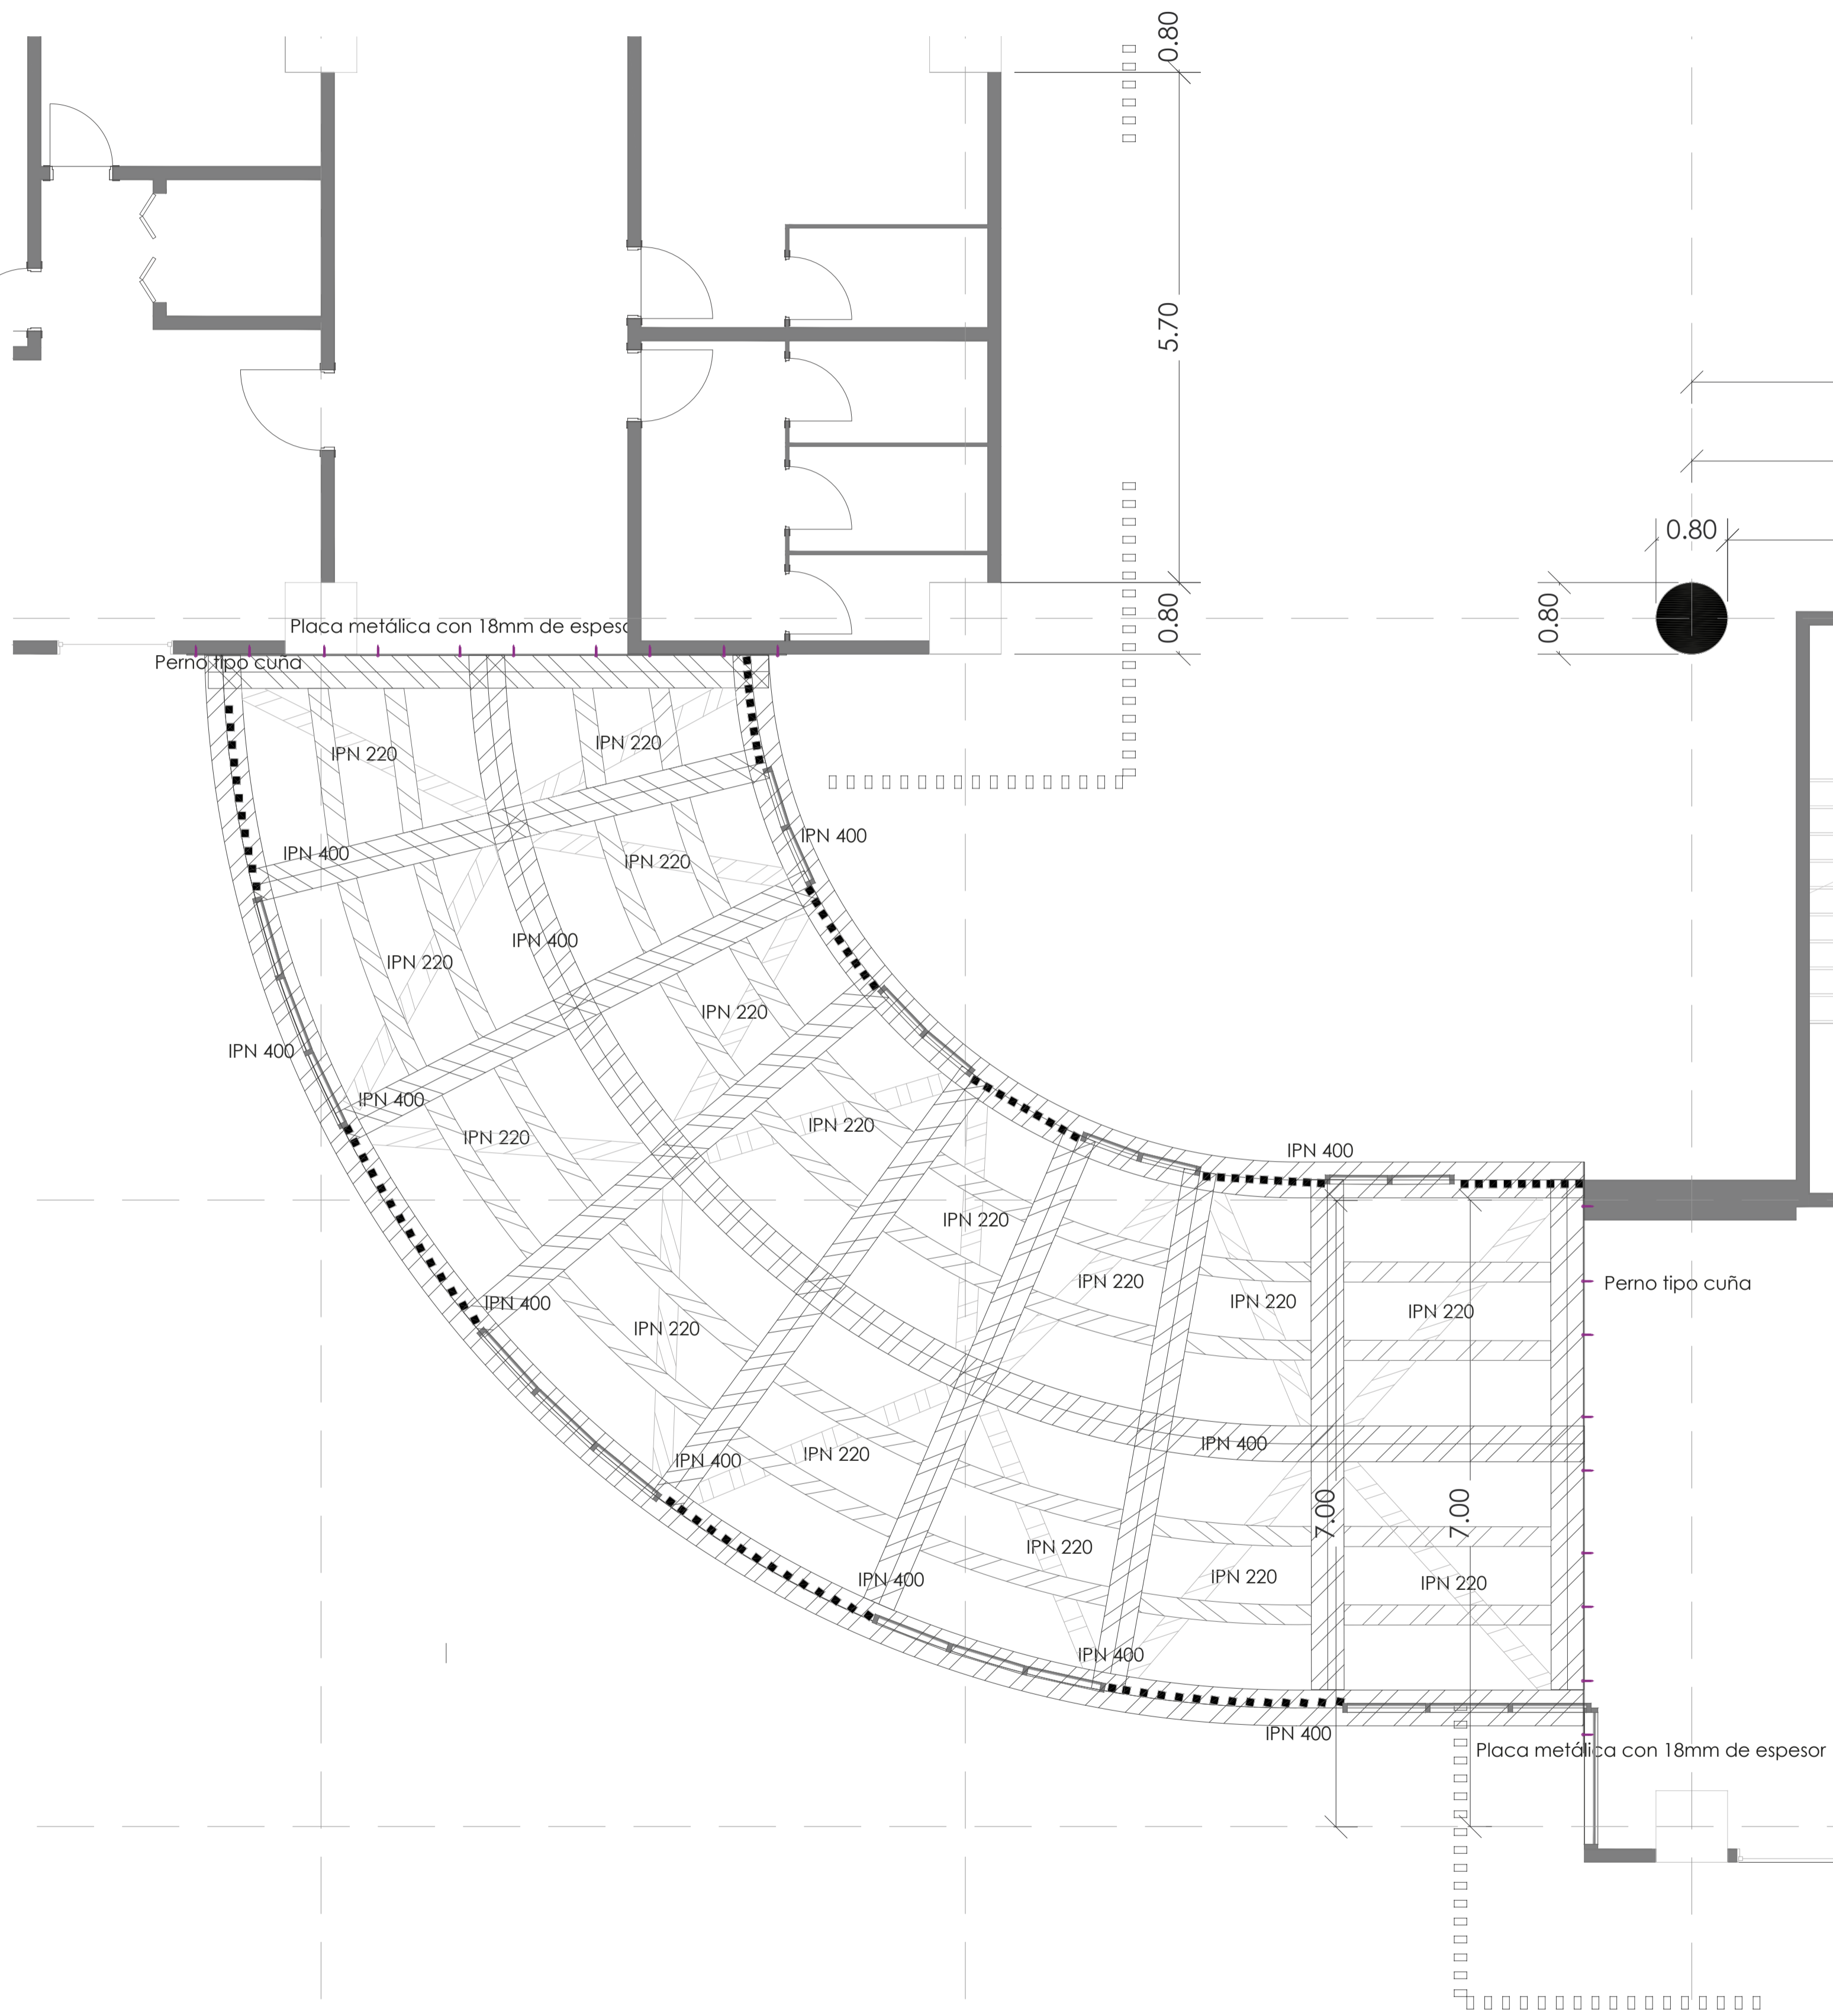 0.80
5.70
0.80
0.80
0.80
Placa metálica con 18mm de espeso
Perno tipo cuña
IPN 220
IPN 220
IPN 400
IPN 400
IPN 220
IPN 400
IPN 220
IPN 220
IPN 400
IPN 400
IPN 220
IPN 220
IPN 400
IPN 220
IPN 220
Perno tipo cuña
IPN 400
IPN 220
IPN 220
IPN 220
IPN 400
IPN 220
IPN 400
7.00
7.00
IPN 220
IPN 400
IPN 220
IPN 220
IPN 400
IPN 400
Placa metálica con 18mm de espesor